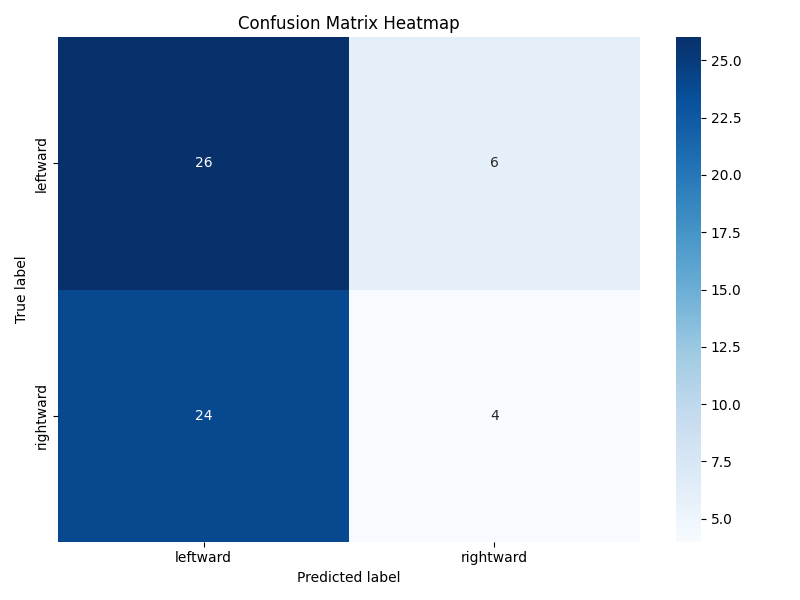 Confusion Matrix Heatmap
True label
leftward
rightward
26
6
24
4
leftward
rightward
Predicted label
25.0
22.5
20.0
17.5
15.0
12.5
10.0
7.5
5.0